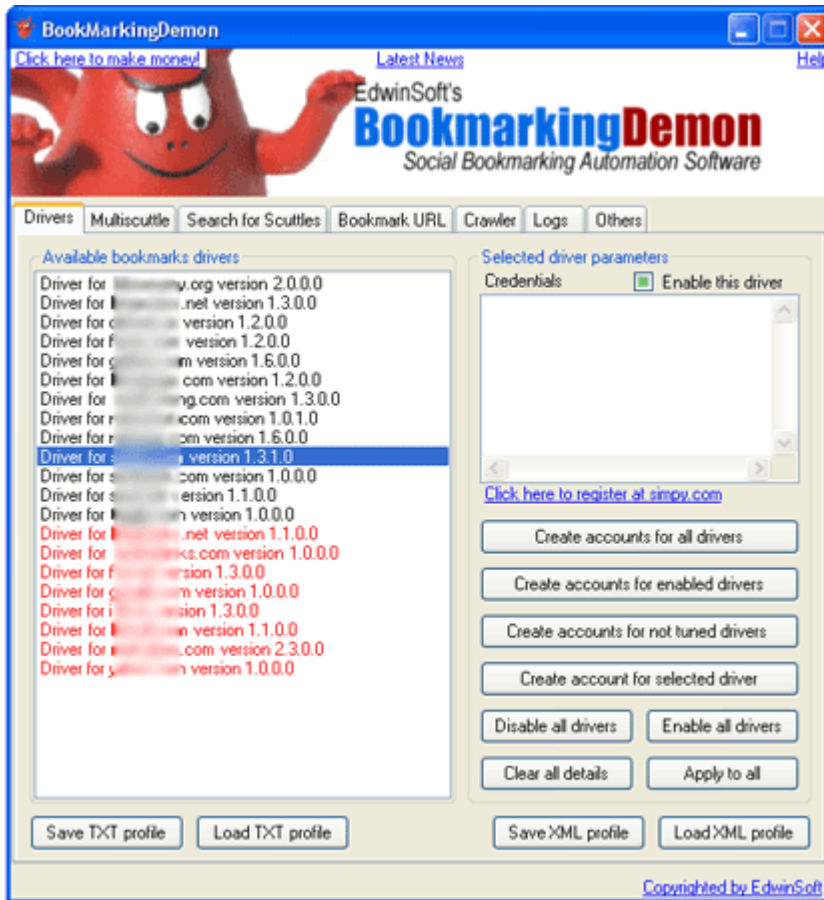 BookMarkingDemon
Click here to make money!
Latest News
Help
EdwinSoft's
BookmarkingDemon
Social Bookmarking Automation Software
Drivers
Multiscuttle
Search for Scuttles
Bookmark URL
Crawler
Logs
Others
Available bookmarks drivers
Driver for .org version 2.0.0.0
Driver for .net version 1.3.0.0
Driver for version 1.2.0.0
Driver for version 1.2.0.0
Driver for version 1.6.0.0
Driver for .com version 1.2.0.0
Driver for .com version 1.3.0.0
Driver for .com version 1.0.1.0
Driver for version 1.6.0.0
Driver for version 1.3.1.0
Driver for .com version 1.0.0.0
Driver for version 1.1.0.0
Driver for version 1.0.0.0
Driver for .net version 1.1.0.0
Driver for .com version 1.0.0.0
Driver for version 1.3.0.0
Driver for version 1.0.0.0
Driver for version 1.3.0.0
Driver for version 1.1.0.0
Driver for .com version 2.3.0.0
Driver for version 1.0.0.0
Selected driver parameters
Credentials
Enable this driver
Click here to register at simpy.com
Create accounts for all drivers
Create accounts for enabled drivers
Create accounts for not tuned drivers
Create account for selected driver
Disable all drivers
Enable all drivers
Clear all details
Apply to all
Save TXT profile
Load TXT profile
Save XML profile
Load XML profile
Copyrighted by EdwinSoft